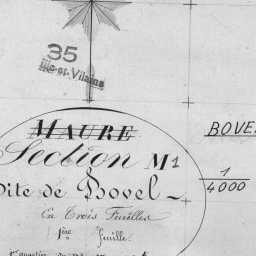 35
Ille-et-Vilaine
MAURE
BOVE
Section M1
1
4000
Dite de Bovel
En Trois Feuilles
1ère Feuille